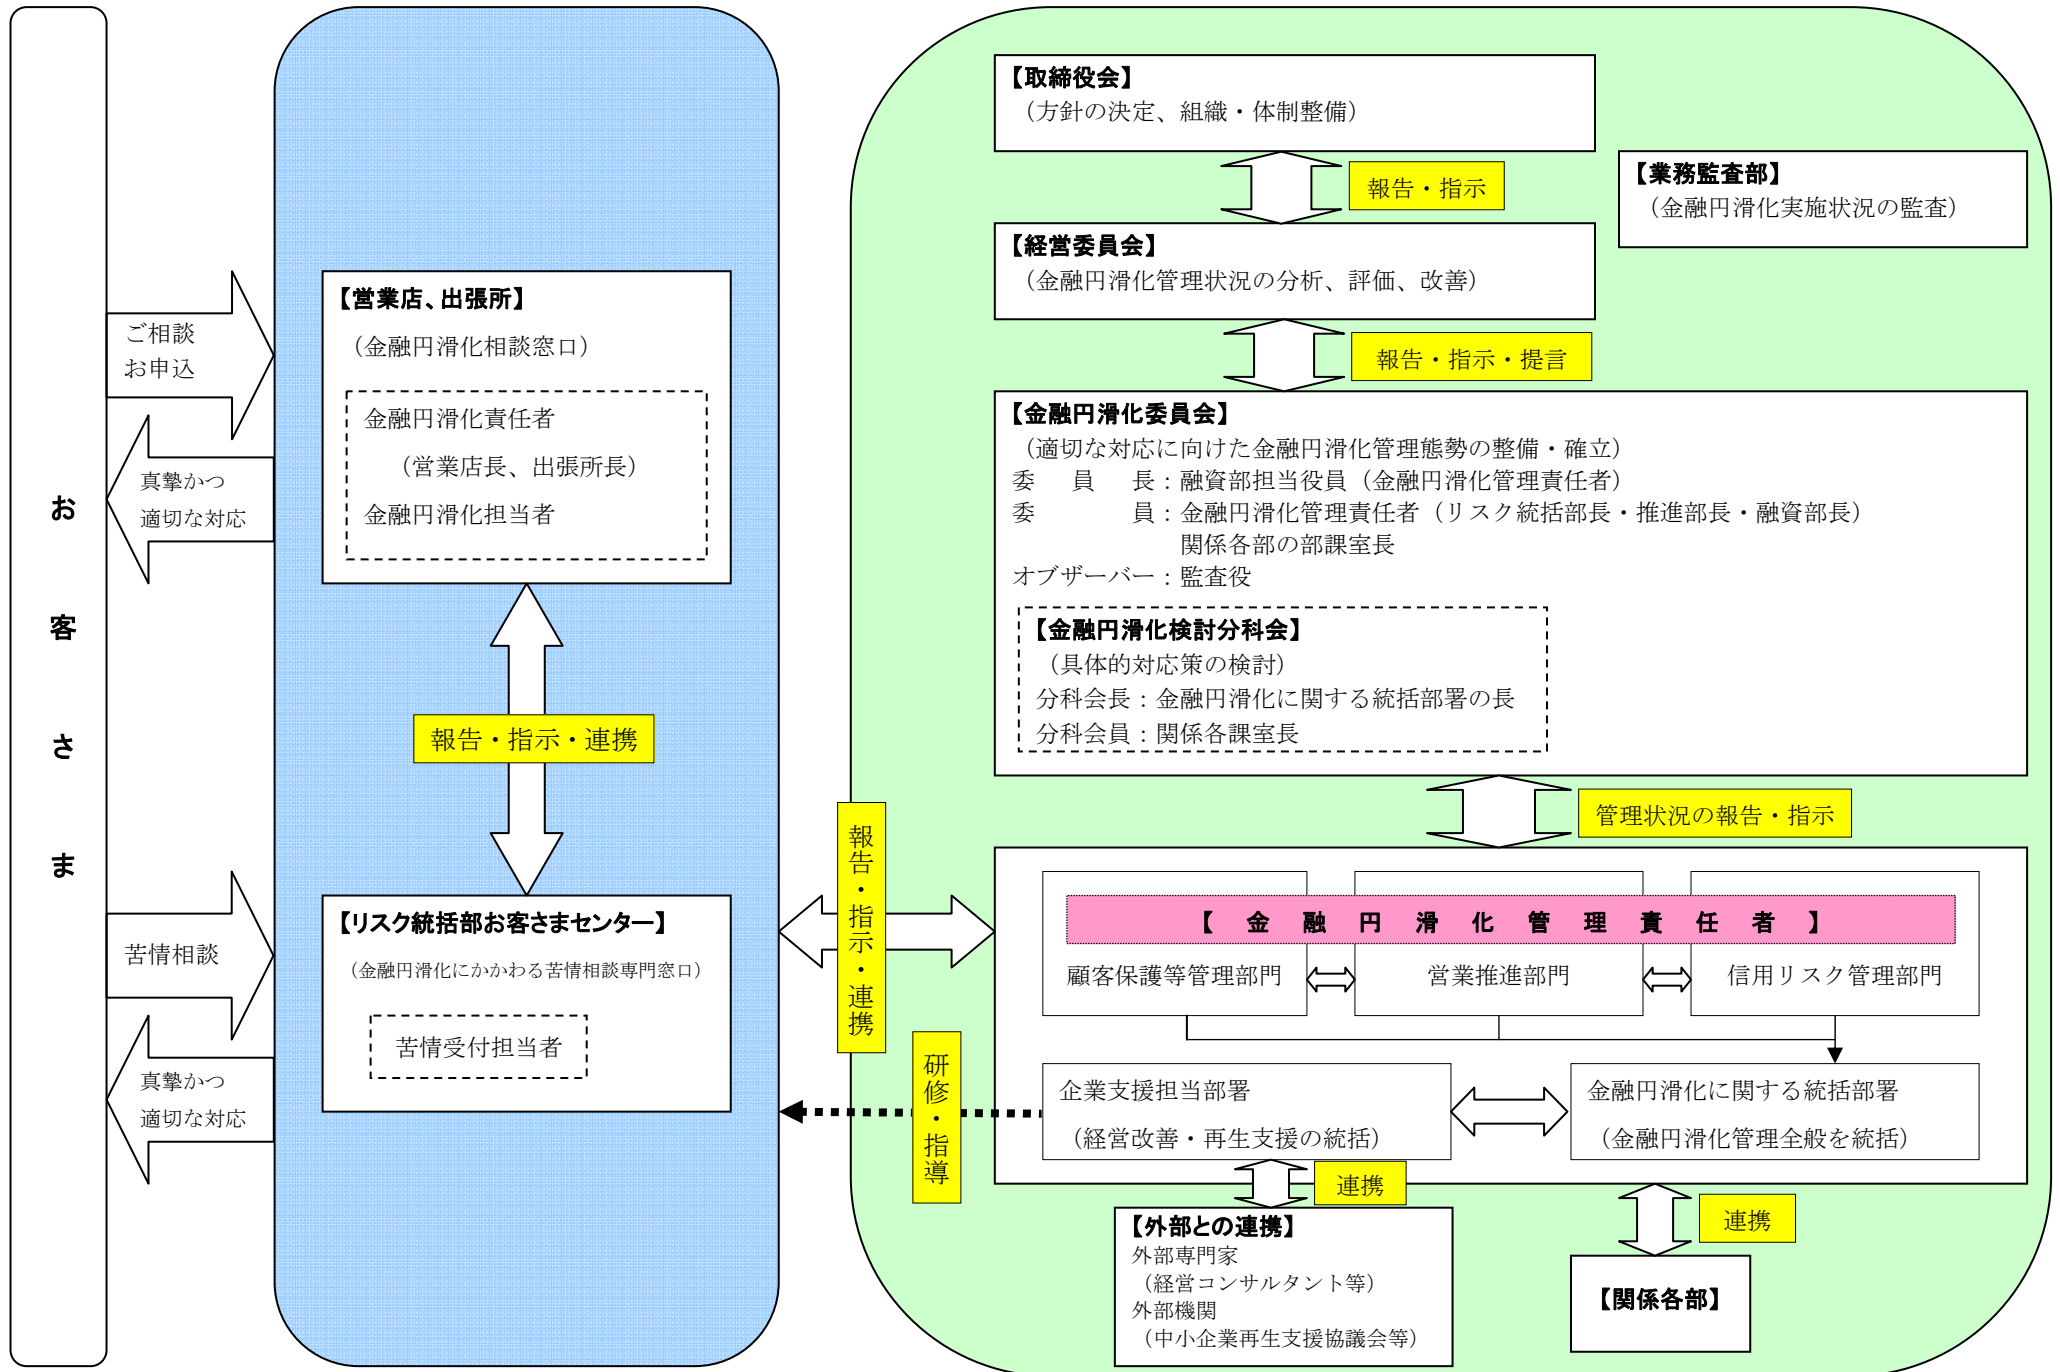 お客さま
ご相談
お申込
真摯かつ
適切な対応
苦情相談
真摯かつ
適切な対応
【営業店、出張所】
（金融円滑化相談窓口）
金融円滑化責任者
（営業店長、出張所長）
金融円滑化担当者
報告・指示・連携
【リスク統括部お客さまセンター】
（金融円滑化にかかわる苦情相談専門窓口）
苦情受付担当者
報告・指示・連携
研修・指導
【取締役会】
（方針の決定、組織・体制整備）
報告・指示
【業務監査部】
（金融円滑化実施状況の監査）
【経営委員会】
（金融円滑化管理状況の分析、評価、改善）
報告・指示・提言
【金融円滑化委員会】
（適切な対応に向けた金融円滑化管理態勢の整備・確立）
委　員　長：融資部担当役員（金融円滑化管理責任者）
委　　　員：金融円滑化管理責任者（リスク統括部長・推進部長・融資部長）
関係各部の部課室長
オブザーバー：監査役
【金融円滑化検討分科会】
（具体的対応策の検討）
分科会長：金融円滑化に関する統括部署の長
分科会員：関係各課室長
管理状況の報告・指示
【金融円滑化管理責任者】
顧客保護等管理部門
営業推進部門
信用リスク管理部門
企業支援担当部署
（経営改善・再生支援の統括）
金融円滑化に関する統括部署
（金融円滑化管理全般を統括）
連携
連携
【外部との連携】
外部専門家
（経営コンサルタント等）
外部機関
（中小企業再生支援協議会等）
【関係各部】